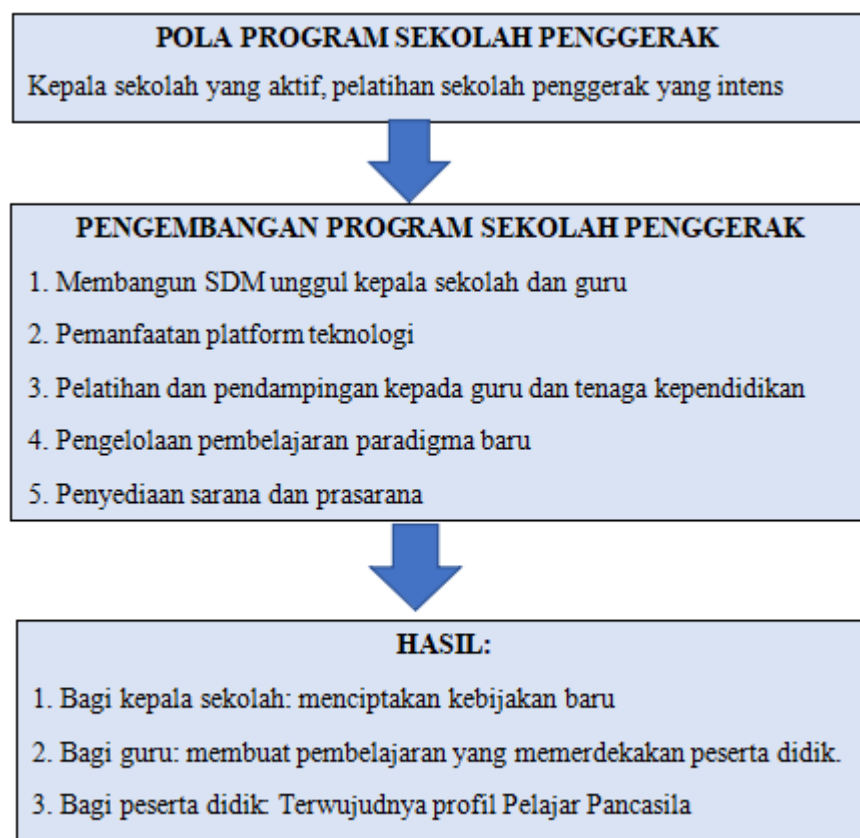 POLA PROGRAM SEKOLAH PENGGERAK
Kepala sekolah yang aktif, pelatihan sekolah penggerak yang intens
PENGEMBANGAN PROGRAM SEKOLAH PENGGERAK
1. Membangun SDM unggul kepala sekolah dan guru
2. Pemanfaatan platform teknologi
3. Pelatihan dan pendampingan kepada guru dan tenaga kependidikan
4. Pengelolaan pembelajaran paradigma baru
5. Penyediaan sarana dan prasarana
HASIL:
1. Bagi kepala sekolah: menciptakan kebijakan baru
2. Bagi guru: membuat pembelajaran yang memerdekakan peserta didik.
3. Bagi peserta didik: Terwujudnya profil Pelajar Pancasila